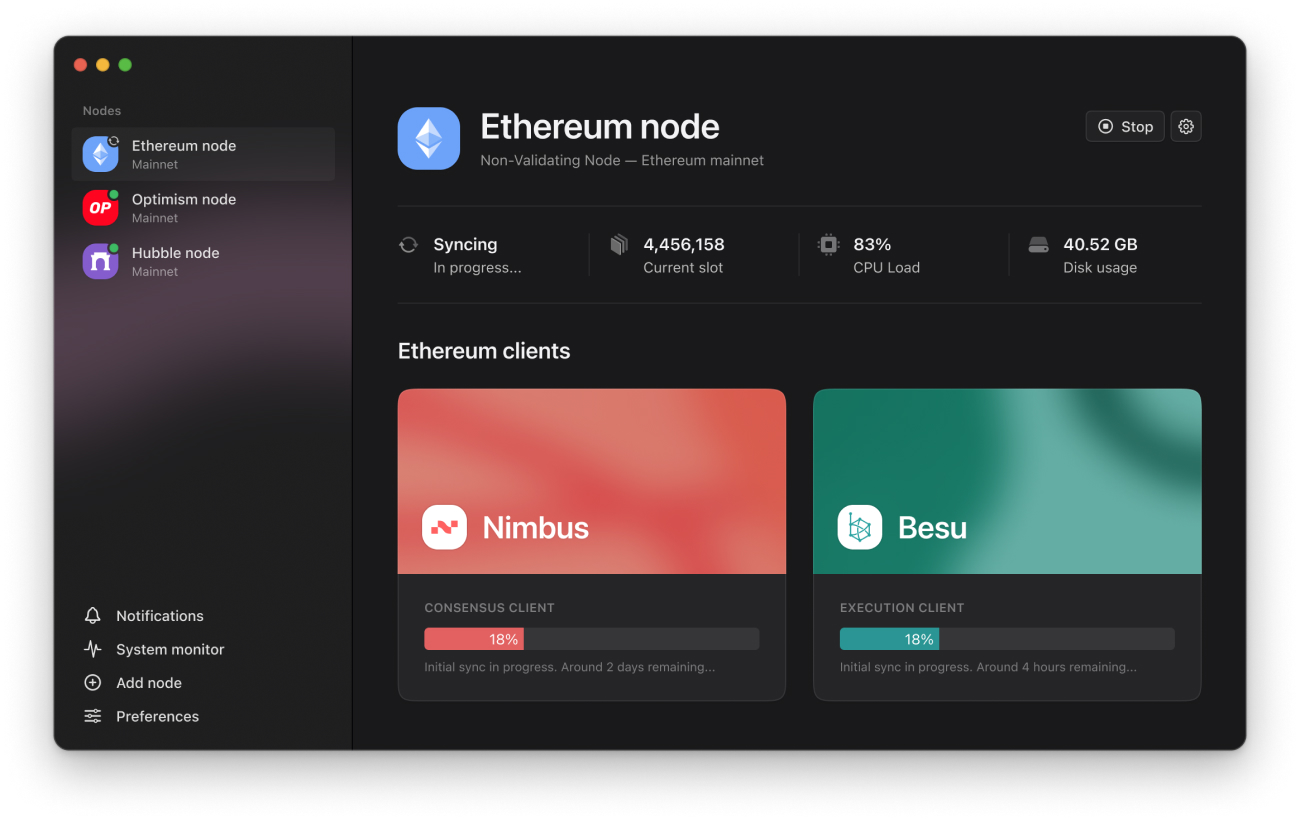 Nodes
Ethereum node
Mainnet
OP
Optimism node
Mainnet
Hubble node
Mainnet
Notifications
System monitor
Add node
Preferences
Ethereum node
Non-Validating Node — Ethereum mainnet
Stop
Syncing
In progress...
4,456,158
Current slot
83%
CPU Load
40.52 GB
Disk usage
Ethereum clients
Nimbus
CONSENSUS CLIENT
18%
Initial sync in progress. Around 2 days remaining...
Besu
EXECUTION CLIENT
18%
Initial sync in progress. Around 4 hours remaining...